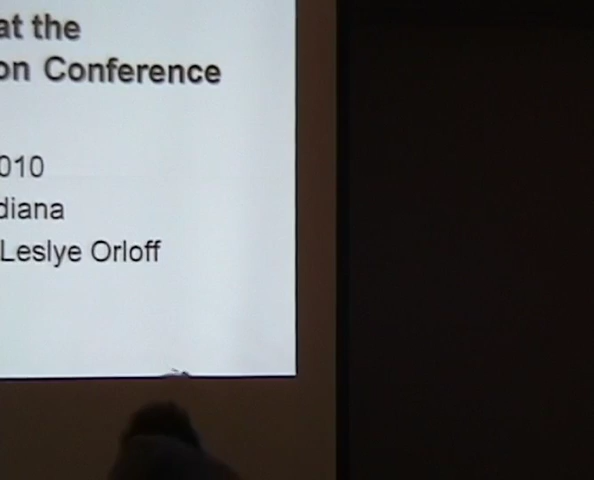 at the
on Conference
010
diana
Leslye Orloff